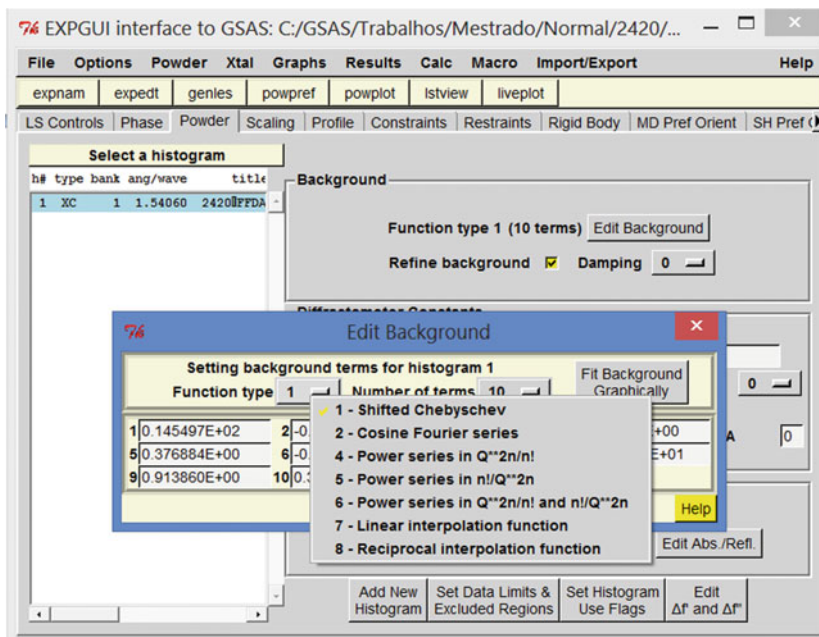 EXPGUI interface to GSAS: C:/GSAS/Trabalhos/Mestrado/Normal/2420/...
File Options Powder Xtal Graphs Results Calc Macro Import/Export Help
expnam expedt genles powpref powplot lstview liveplot
LS Controls Phase Powder Scaling Profile Constraints Restraints Rigid Body MD Pref Orient SH Pref
Select a histogram
h# type bank ang/wave title
1 XC 1 1.54060
Background
Function type 1 (10 terms) Edit Background
Refine background Damping 0
Diffractometer Constants
Edit Background
Setting background terms for histogram 1
Function type 1 Number of terms 10
Fit Background
Graphically
0
1 0.145497E+02 2 -0. E+00
5 0.376884E+00 6 -0. E+01
9 0.913860E+00 10 0.
1 - Shifted Chebyschev
2 - Cosine Fourier series
4 - Power series in Q**2n/n!
5 - Power series in n!/Q**2n
6 - Power series in Q**2n/n! and n!/Q**2n
7 - Linear interpolation function
8 - Reciprocal interpolation function
A 0
Help
Edit Abs./Refl.
Add New
Histogram
Set Data Limits &
Excluded Regions
Set Histogram
Use Flags
Edit
Δf' and Δf"